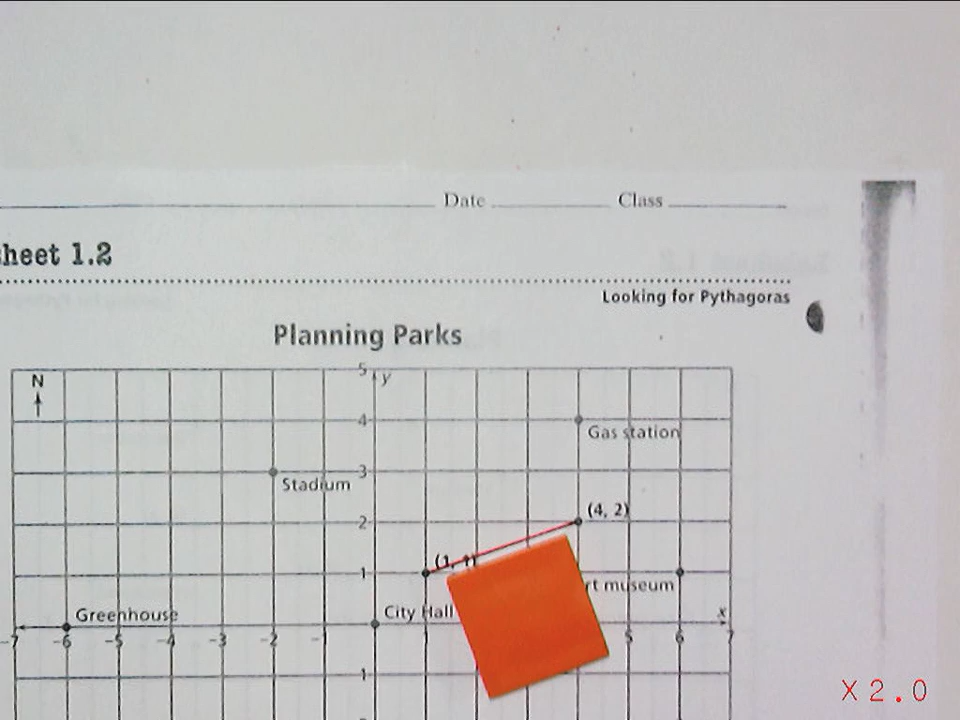 Date Class
heet 1.2
Looking for Pythagoras
Planning Parks
N
5 y
4
Gas station
3
Stadium
(4, 2)
2
(1, 1)
1
rt museum
Greenhouse
City Hall
x
-7 -6 -5 -4 -3 -2 -1 5 6 7
1
X2.0